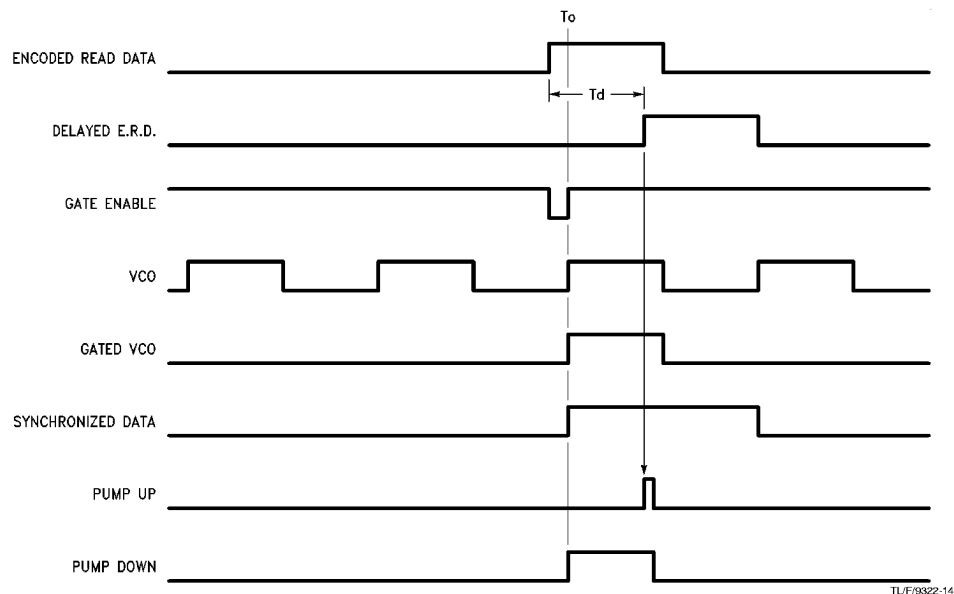 To
ENCODED READ DATA
Td
DELAYED E.R.D.
GATE ENABLE
VCO
GATED VCO
SYNCHRONIZED DATA
PUMP UP
PUMP DOWN
TL/F/9322-14